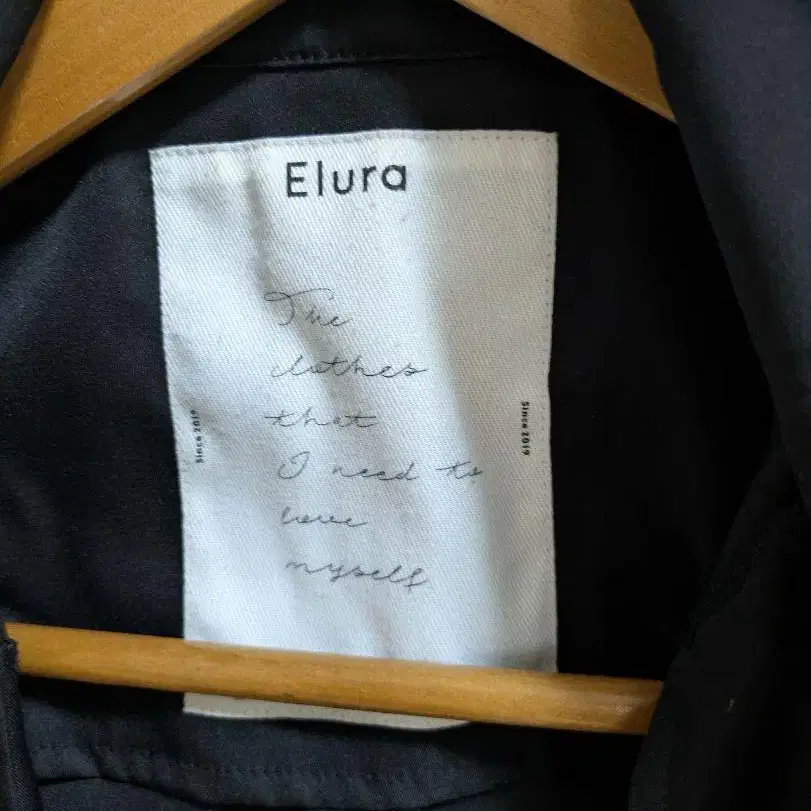 Elura
The
clothes
that
I need to
love
myself
Since 2019
Since 2019